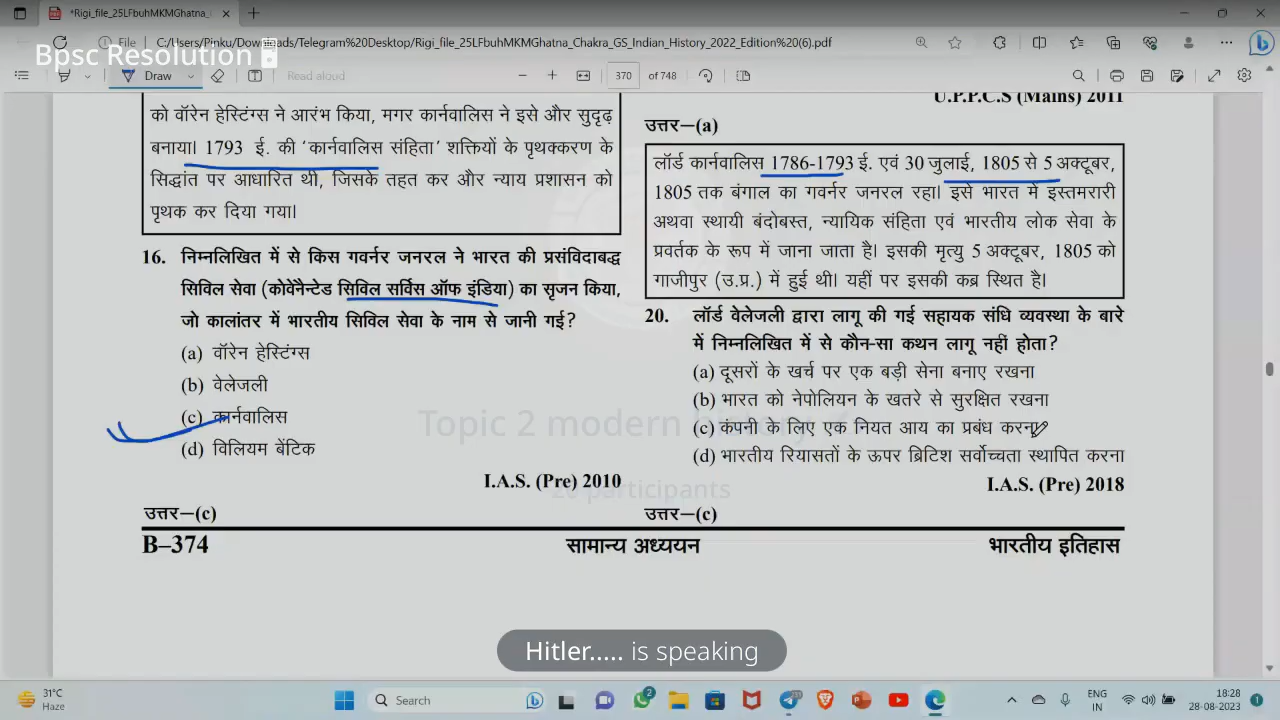 *Rigi_file_25LFbuhMKMGhatna_
File
C:/Users/Pinku/Downloads/Telegram%20Desktop/Rigi_file_25LFbuhMKMGhatna_Chakra_GS_Indian_History_2022_Edition%20(6).pdf
Bpsc Resolution
Draw
Read aloud
370 of 748
को वॉरेन हेस्टिंग्स ने आरंभ किया, मगर कार्नवालिस ने इसे और सुदृढ़
बनाया। 1793 ई. की 'कार्नवालिस संहिता' शक्तियों के पृथक्करण के
सिद्धांत पर आधारित थी, जिसके तहत कर और न्याय प्रशासन को
पृथक कर दिया गया।
16. निम्नलिखित में से किस गवर्नर जनरल ने भारत की प्रसंविदाबद्ध
सिविल सेवा (कोवेंनैन्टेड सिविल सर्विस ऑफ इंडिया) का सृजन किया,
जो कालांतर में भारतीय सिविल सेवा के नाम से जानी गई?
(a) वॉरेन हेस्टिंग्स
(b) वेलेजली
(c) कार्नवालिस
(d) विलियम बेंटिक
I.A.S. (Pre) 2010
उत्तर–(c)
U.P.P.C.S (Mains) 2011
उत्तर–(a)
लॉर्ड कार्नवालिस 1786-1793 ई. एवं 30 जुलाई, 1805 से 5 अक्टूबर,
1805 तक बंगाल का गवर्नर जनरल रहा। इसे भारत में इस्तमरारी
अथवा स्थायी बंदोबस्त, न्यायिक संहिता एवं भारतीय लोक सेवा के
प्रवर्तक के रूप में जाना जाता है। इसकी मृत्यु 5 अक्टूबर, 1805 को
गाजीपुर (उ.प्र.) में हुई थी। यहीं पर इसकी कब्र स्थित है।
20. लॉर्ड वेलेजली द्वारा लागू की गई सहायक संधि व्यवस्था के बारे
में निम्नलिखित में से कौन-सा कथन लागू नहीं होता?
(a) दूसरों के खर्च पर एक बड़ी सेना बनाए रखना
(b) भारत को नेपोलियन के खतरे से सुरक्षित रखना
(c) कंपनी के लिए एक नियत आय का प्रबंध करना
(d) भारतीय रियासतों के ऊपर ब्रिटिश सर्वोच्चता स्थापित करना
I.A.S. (Pre) 2018
उत्तर–(c)
Topic 2 modern history
20 participants
B–374 सामान्य अध्ययन भारतीय इतिहास
Hitler..... is speaking
31°C
Haze
Search
2
ENG
IN
18:28
28-08-2023